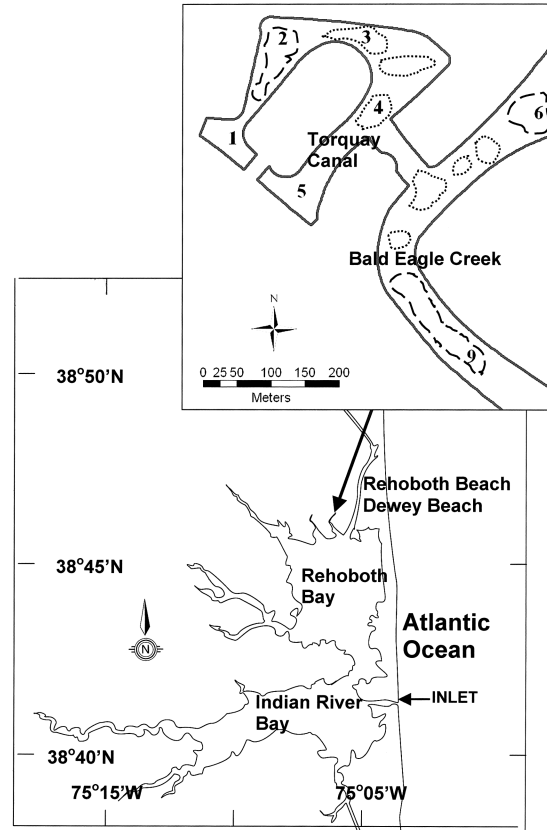 2
3
6
4
1
Torquay
Canal
5
Bald Eagle Creek
N
9
0 25 50 100 150 200
Meters
38°50'N
Rehoboth Beach
Dewey Beach
38°45'N
Rehoboth
Bay
Atlantic
Ocean
N
INLET
Indian River
Bay
38°40'N
75°15'W
75°05'W